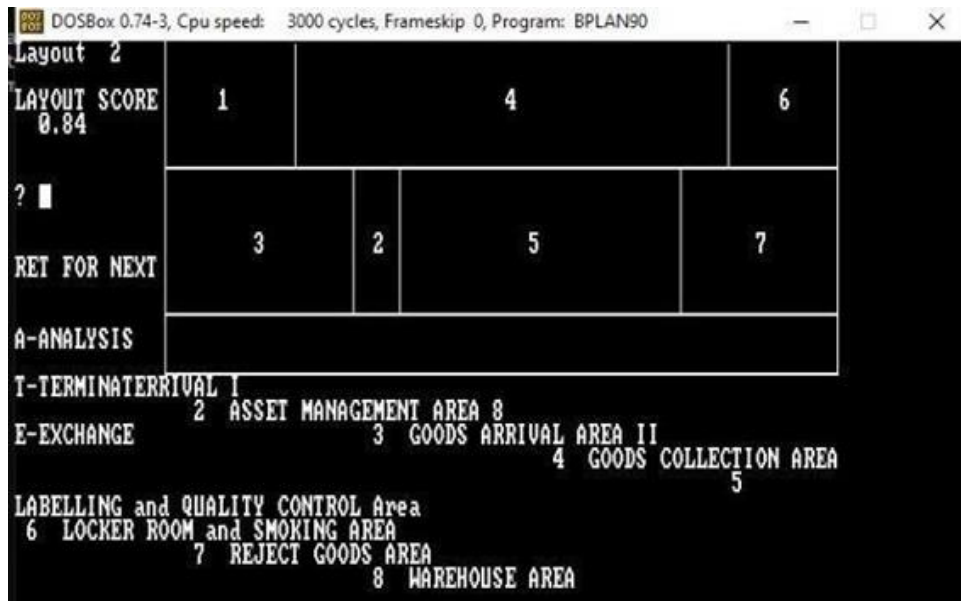 DOSBox 0.74-3, Cpu speed: 3000 cycles, Frameskip 0, Program: BPLAN90
Layout 2
LAYOUT SCORE
0.84
1
4
6
? 
3
2
5
7
RET FOR NEXT
A-ANALYSIS
T-TERMINATERRIVAL I
2 ASSET MANAGEMENT AREA 8
E-EXCHANGE
3 GOODS ARRIVAL AREA II
4 GOODS COLLECTION AREA
5
LABELLING and QUALITY CONTROL Area
6 LOCKER ROOM and SMOKING AREA
7 REJECT GOODS AREA
8 WAREHOUSE AREA